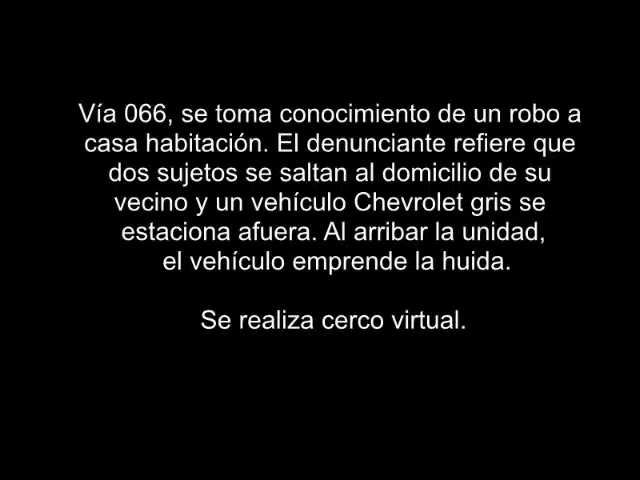 Vía 066, se toma conocimiento de un robo a
casa habitación. El denunciante refiere que
dos sujetos se saltan al domicilio de su
vecino y un vehículo Chevrolet gris se
estaciona afuera. Al arribar la unidad,
el vehículo emprende la huida.
Se realiza cerco virtual.